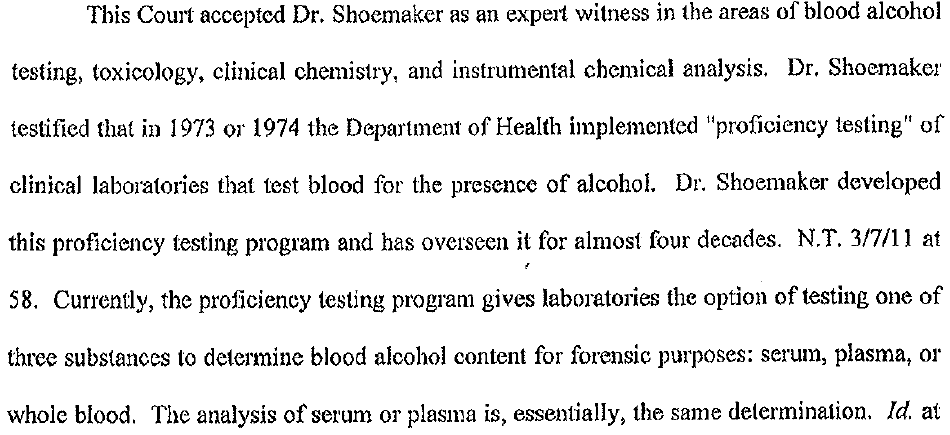 This Court accepted Dr. Shoemaker as an expert witness in the areas of blood alcohol
testing, toxicology, clinical chemistry, and instrumental chemical analysis. Dr. Shoemaker
testified that in 1973 or 1974 the Department of Health implemented "proficiency testing" of
clinical laboratories that test blood for the presence of alcohol. Dr. Shoemaker developed
this proficiency testing program and has overseen it for almost four decades. N.T. 3/7/11 at
58. Currently, the proficiency testing program gives laboratories the option of testing one of
three substances to determine blood alcohol content for forensic purposes: serum, plasma, or
whole blood. The analysis of serum or plasma is, essentially, the same determination. Id. at